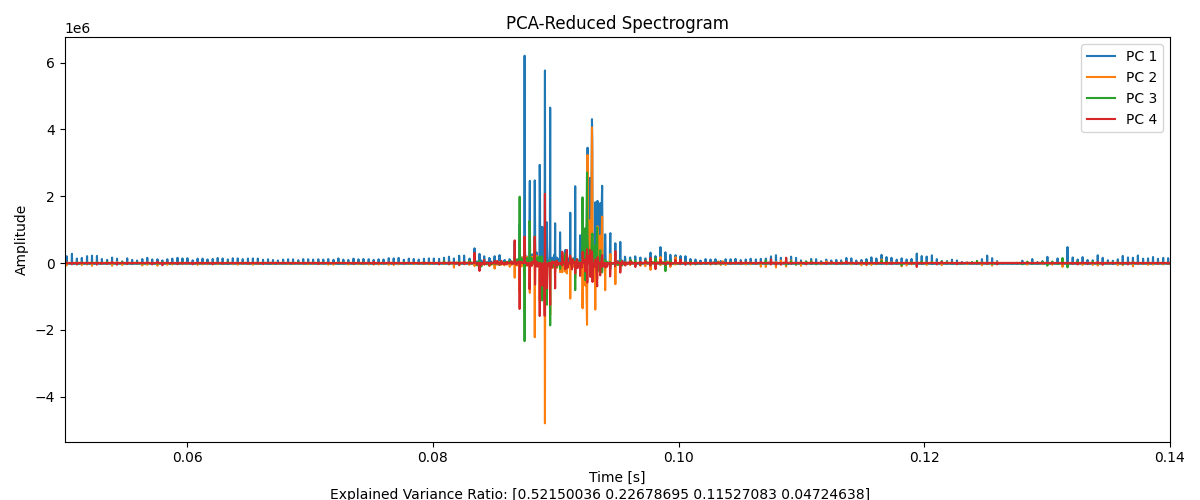 PCA-Reduced Spectrogram
1e6
6
4
2
0
−2
−4
Amplitude
PC 1
PC 2
PC 3
PC 4
0.06
0.08
0.10
0.12
0.14
Time [s]
Explained Variance Ratio: [0.52150036 0.22678695 0.11527083 0.04724638]